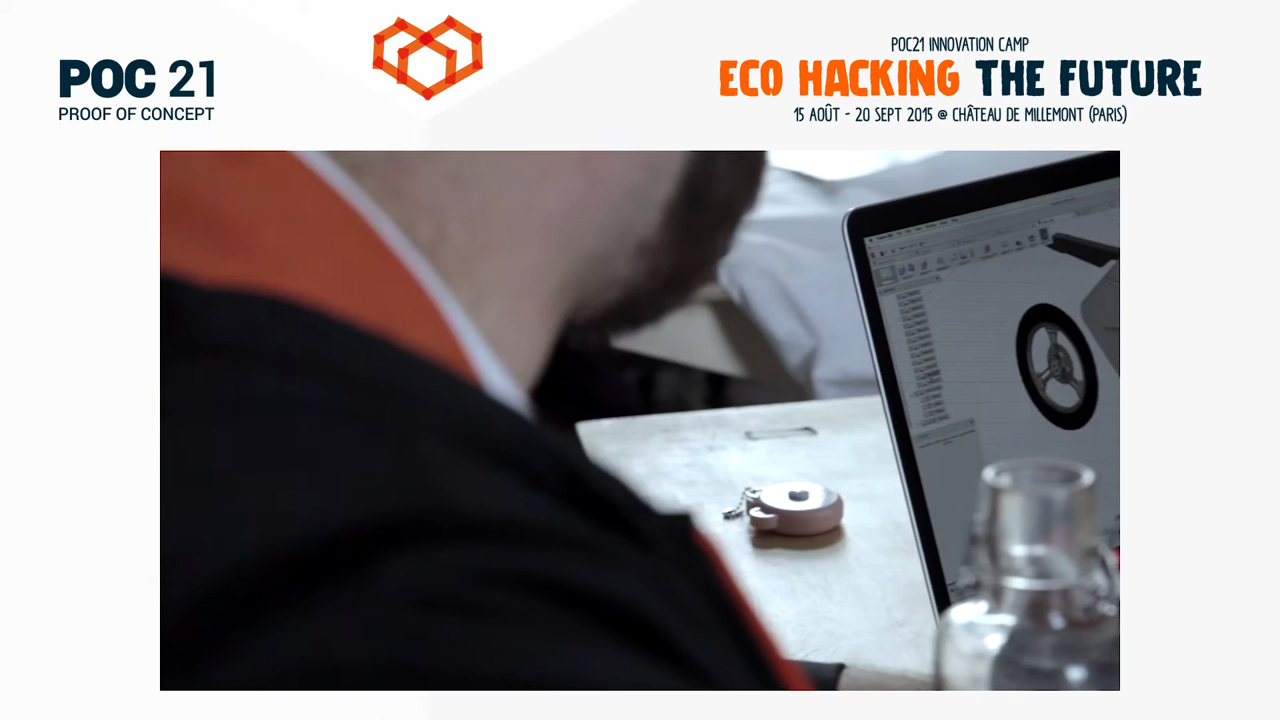 POC 21
PROOF OF CONCEPT
POC21 INNOVATION CAMP
ECO HACKING THE FUTURE
15 AOÛT - 20 SEPT 2015 @ CHÂTEAU DE MILLEMONT (PARIS)